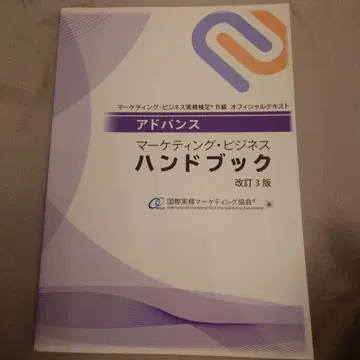 マーケティング・ビジネス実務検定® B級 オフィシャルテキスト
アドバンス
マーケティング・ビジネス
ハンドブック
改訂3版
国際実務マーケティング協会® 編